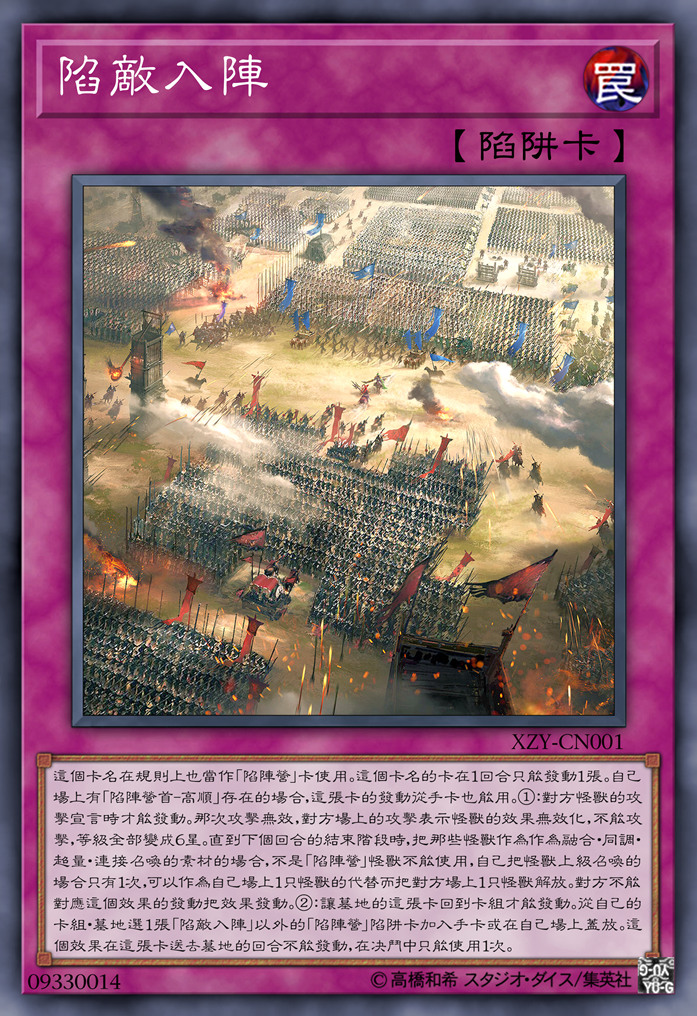 陷敵入陣
罠
【陷阱卡】
XZY-CN001
這個卡名在規則上也當作「陷陣營」卡使用。這個卡名的卡在1回合只能發動1張。自己
場上有「陷陣營首-高順」存在的場合,這張卡的發動從手卡也能用。①:對方怪獸的攻
擊宣言時才能發動。那次攻擊無效,對方場上的攻擊表示怪獸的效果無效化,不能攻
擊,等級全部變成6星。直到下個回合的結束階段時,把那些怪獸作為作為融合・同調・
超量・連接召喚的素材的場合,不是「陷陣營」怪獸不能使用,自己把怪獸上級召喚的
場合只有1次,可以作為自己場上1只怪獸的代替而把對方場上1只怪獸解放。對方不能
對應這個效果的發動把效果發動。②:讓墓地的這張卡回到卡組才能發動。從自己的
卡組・墓地選1張「陷敵入陣」以外的「陷陣營」陷阱卡加入手卡或在自己場上蓋放。這
個效果在這張卡送去墓地的回合不能發動,在決鬥中只能使用1次。
09330014
©高橋和希 スタジオ・ダイス/集英社